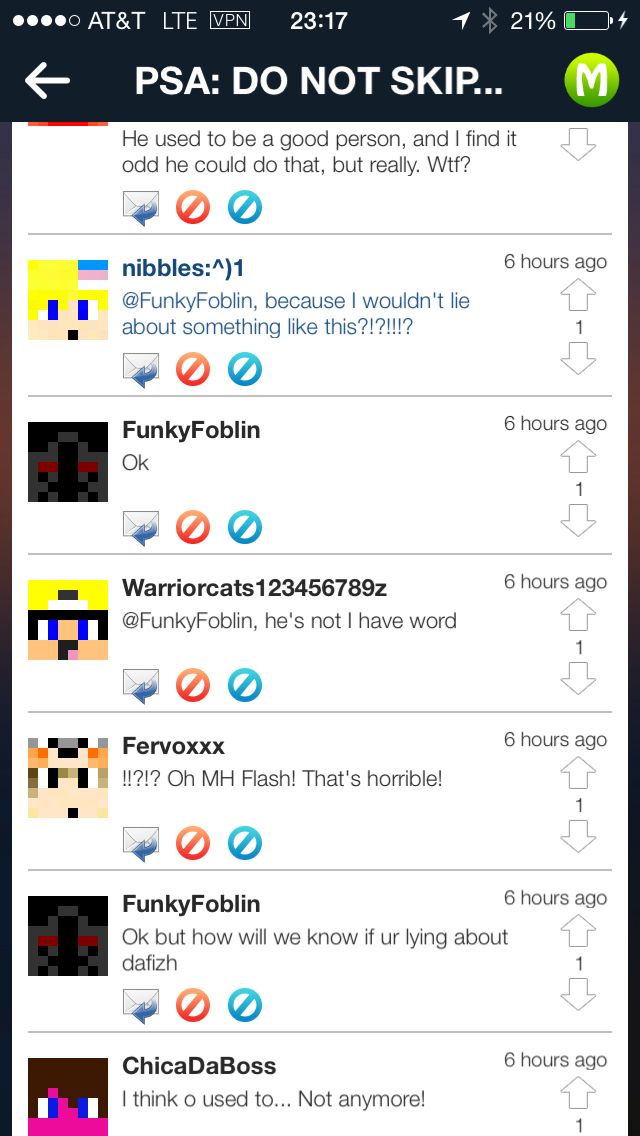 AT&T LTE VPN 23:17 21%
PSA: DO NOT SKIP...
M
He used to be a good person, and I find it
odd he could do that, but really. Wtf?
nibbles:^)1
6 hours ago
@FunkyFoblin, because I wouldn't lie
about something like this?!?!!!?
1
FunkyFoblin
6 hours ago
Ok
1
Warriorcats123456789z
6 hours ago
@FunkyFoblin, he's not I have word
1
Fervoxxx
6 hours ago
!!?!? Oh MH Flash! That's horrible!
1
FunkyFoblin
6 hours ago
Ok but how will we know if ur lying about
dafizh
1
ChicaDaBoss
6 hours ago
I think o used to... Not anymore!
1